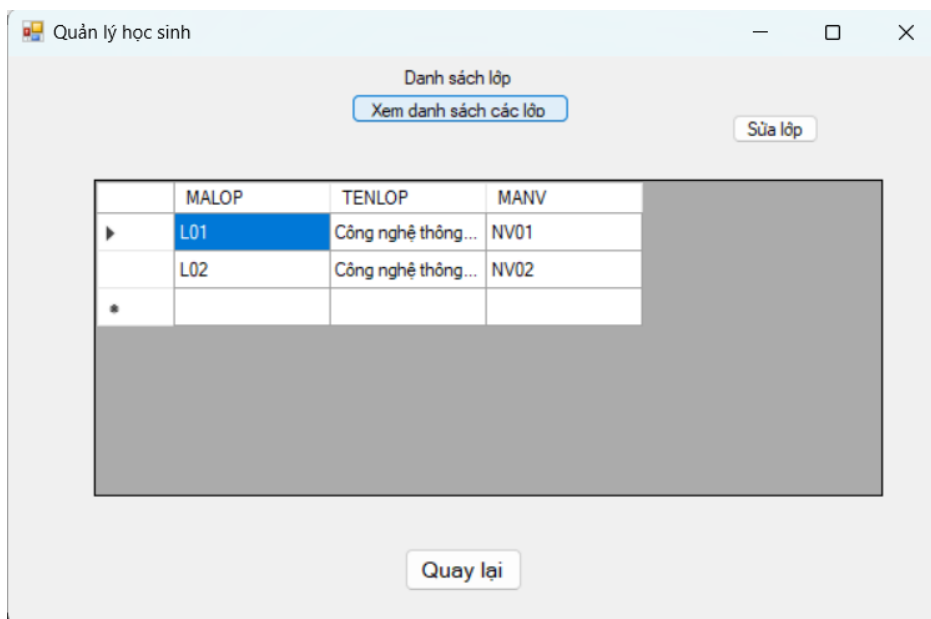 Quản lý học sinh
Danh sách lớp
Xem danh sách các lớp
Sửa lớp
MALOP TENLOP MANV
L01 Công nghệ thông... NV01
L02 Công nghệ thông... NV02
Quay lại